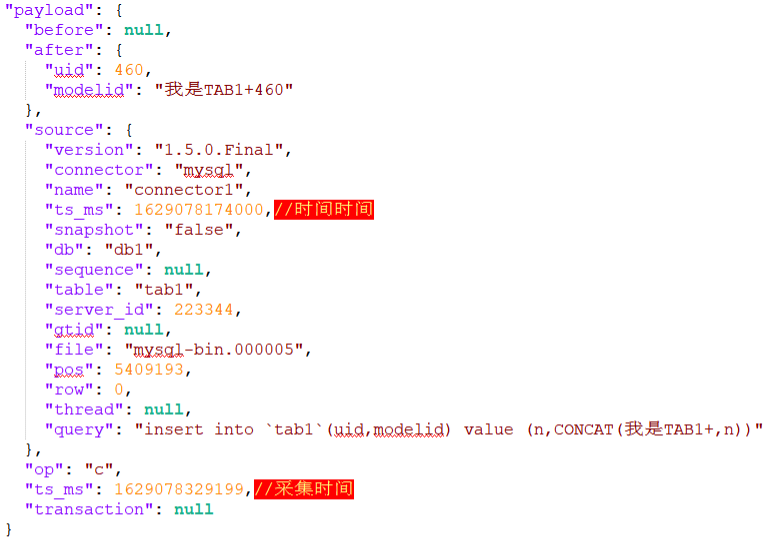 "payload": {
"before": null,
"after": {
"uid": 460,
"modelid": "我是TAB1+460"
},
"source": {
"version": "1.5.0.Final",
"connector": "mysql",
"name": "connector1",
"ts_ms": 1629078174000,//时间时间
"snapshot": "false",
"db": "db1",
"sequence": null,
"table": "tab1",
"server_id": 223344,
"gtid": null,
"file": "mysql-bin.000005",
"pos": 5409193,
"row": 0,
"thread": null,
"query": "insert into `tab1`(uid,modelid) value (n,CONCAT(我是TAB1+,n))"
},
"op": "c",
"ts_ms": 1629078329199,//采集时间
"transaction": null
}